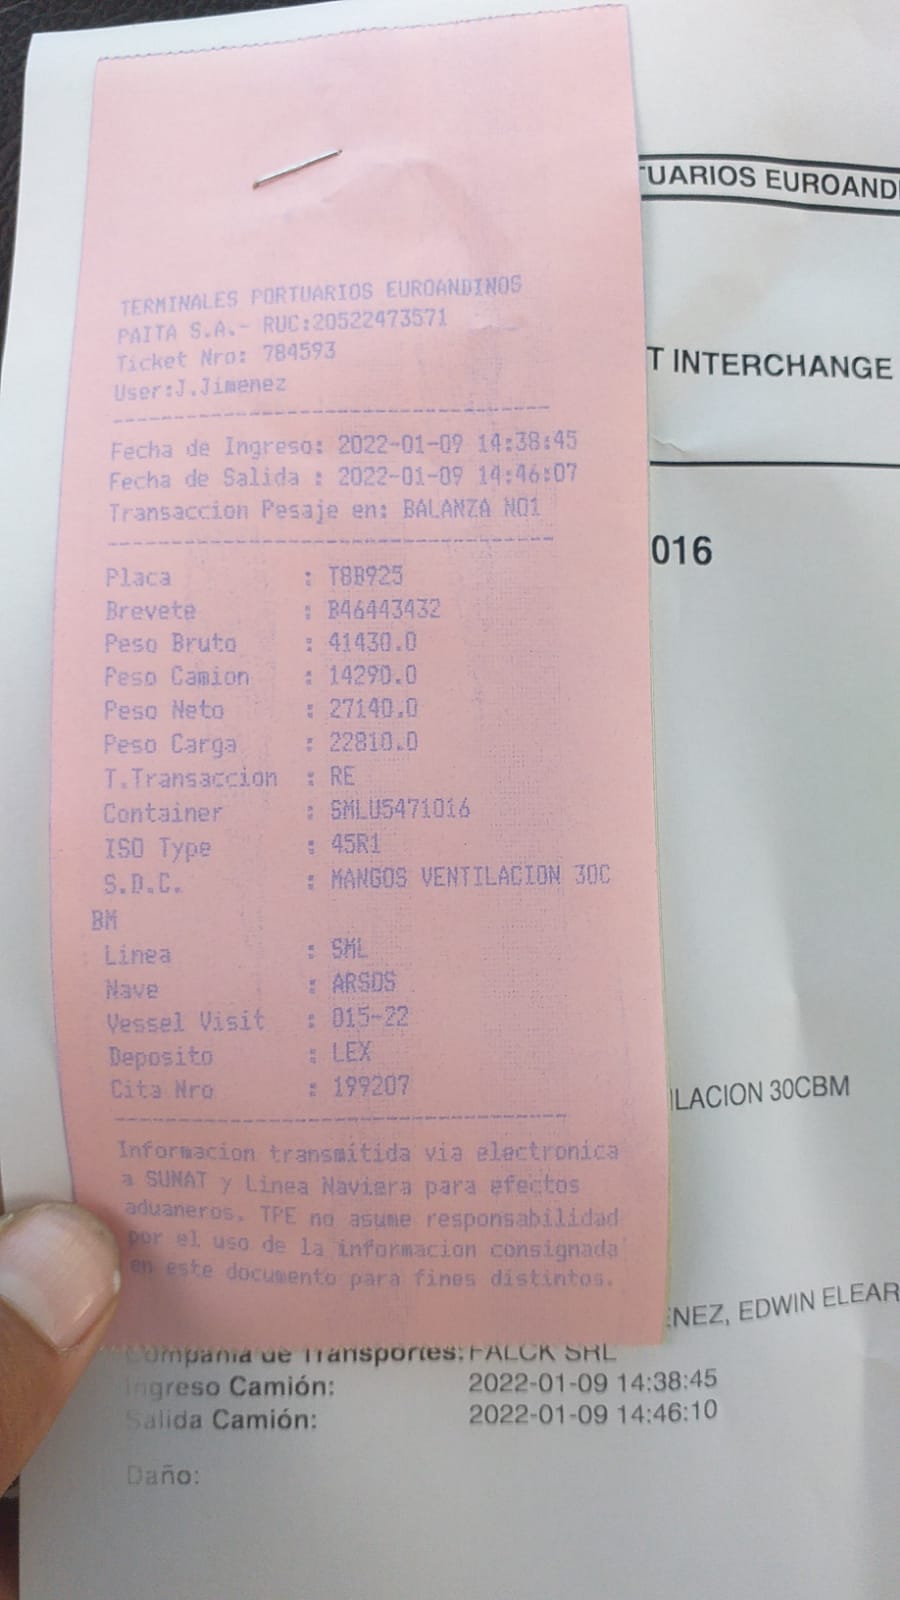 TUARIOS EUROAND
T INTERCHANGE
016
TERMINALES PORTUARIOS EUROANDINOS
PAITA S.A.- RUC:20522473571
Ticket Nro: 784593
User:J.Jimenez
Fecha de Ingreso: 2022-01-09 14:38:45
Fecha de Salida : 2022-01-09 14:46:07
Transaccion Pesaje en: BALANZA NO1
Placa : T8B925
Brevete : B46443432
Peso Bruto : 41430.0
Peso Camion : 14290.0
Peso Neto : 27140.0
Peso Carga : 22810.0
T.Transaccion : RE
Container : SMLU5471016
ISO Type : 45R1
S.D.C. : MANGOS VENTILACION 30C
BM
Linea : SML
Nave : ARSOS
Vessel Visit : 015-22
Deposito : LEX
Cita Nro : 199207
Informacion transmitida via electronica
a SUNAT y Linea Naviera para efectos
aduaneros. TPE no asume responsabilidad
por el uso de la informacion consignada
en este documento para fines distintos.
ILACION 30CBM
ENEZ, EDWIN ELEAR
Compañia de Transportes: FALCK SRL
Ingreso Camión: 2022-01-09 14:38:45
Salida Camión: 2022-01-09 14:46:10
Daño: